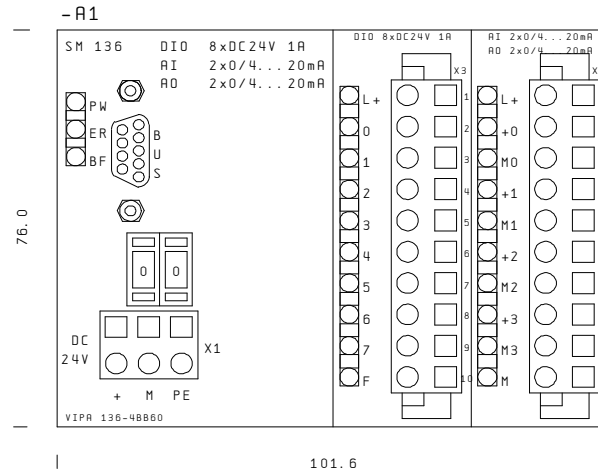 -A1
SM 136 DIO 8xDC24V 1A
AI 2x0/4...20mA
AO 2x0/4...20mA
PW
ER
BF
B
U
S
0 0
DC
24V
X1
+ M PE
VIPA 136-4BB60
DIO 8xDC24V 1A
X3
L+ 1
0 2
1 3
2 4
3 5
4 6
5 7
6 8
7 9
F 10
AI 2x0/4...20mA
AO 2x0/4...20mA
X
L+
+0
M0
+1
M1
+2
M2
+3
M3
M
76.0
101.6